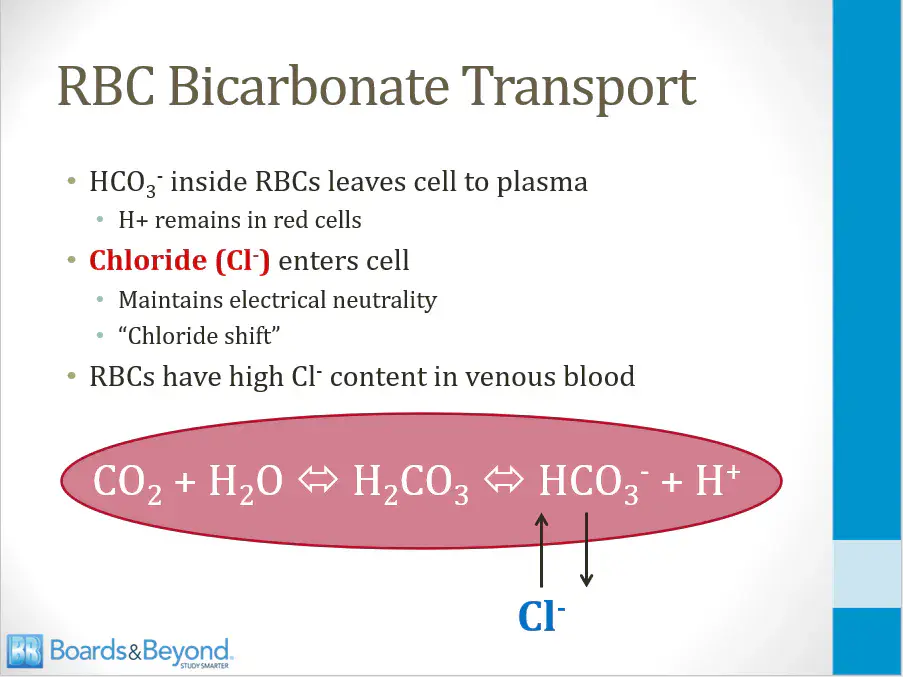 RBC Bicarbonate Transport
• HCO₃⁻ inside RBCs leaves cell to plasma
• H+ remains in red cells
• Chloride (Cl⁻) enters cell
• Maintains electrical neutrality
• “Chloride shift”
• RBCs have high Cl⁻ content in venous blood
CO₂ + H₂O ⇔ H₂CO₃ ⇔ HCO₃⁻ + H⁺
Cl⁻
BB Boards&Beyond.
STUDY SMARTER